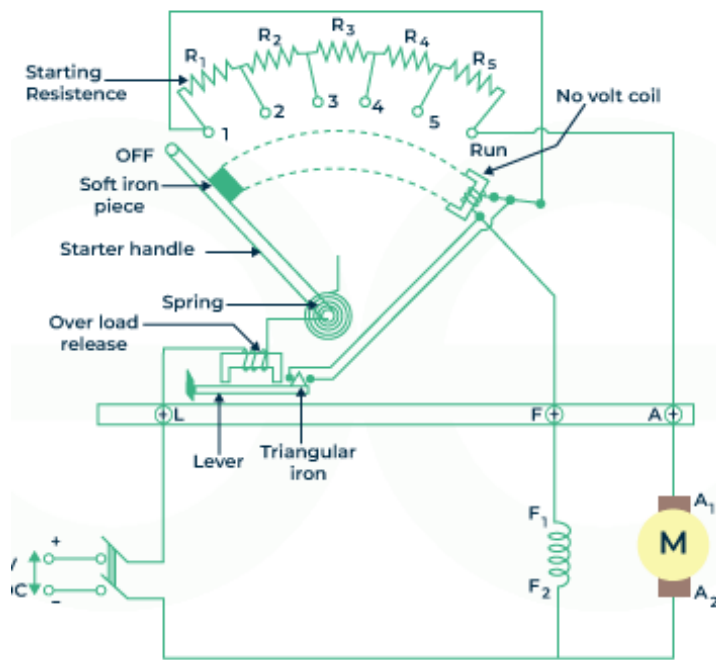 R1
R2
R3
R4
R5
Starting
Resistence
1
2
3
4
5
No volt coil
Run
OFF
Soft iron
piece
Starter handle
Spring
Over load
release
L
F
A
Lever
Triangular
iron
F1
F2
A1
M
A2
+
−